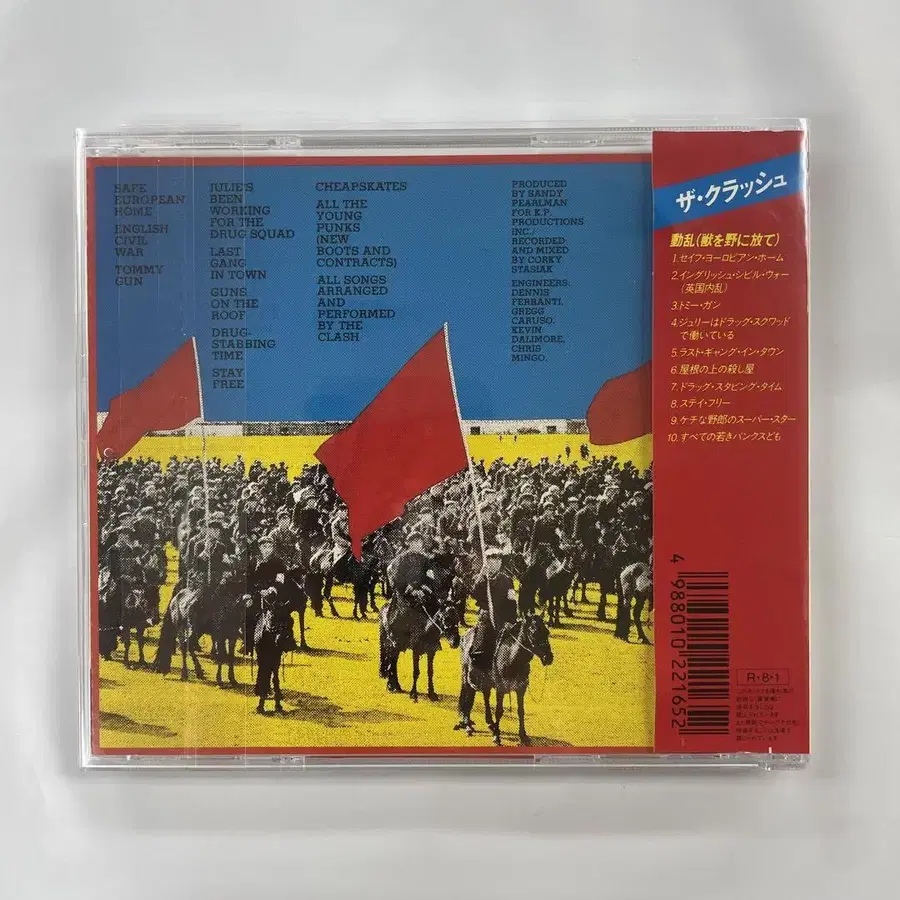 SAFE
EUROPEAN
HOME
ENGLISH
CIVIL
WAR
TOMMY
GUN
JULIE'S
BEEN
WORKING
FOR THE
DRUG SQUAD
LAST
GANG
IN TOWN
GUNS
ON THE
ROOF
DRUG-
STABBING
TIME
STAY
FREE
CHEAPSKATES
ALL THE
YOUNG
PUNKS
(NEW
BOOTS AND
CONTRACTS)
ALL SONGS
ARRANGED
AND
PERFORMED
BY THE
CLASH
PRODUCED
BY SANDY
PEARLMAN
FOR K.P.
PRODUCTIONS
INC./
RECORDED
AND MIXED
BY CORKY
STASIAK
ENGINEERS:
DENNIS
FERRANTI,
GREGG
CARUSO,
KEVIN
DALIMORE,
CHRIS
MINGO.
ザ・クラッシュ
動乱(獣を野に放て)
1.セイフ・ヨーロピアン・ホーム
2.イングリッシュ・シビル・ウォー
(英国内乱)
3.トミー・ガン
4.ジュリーはドラッグ・スクワッド
で働いている
5.ラスト・ギャング・イン・タウン
6.屋根の上の殺し屋
7.ドラッグ・スタビング・タイム
8.ステイ・フリー
9.ケチな野郎のスーパー・スター
10.すべての若きパンクスども
4 988010 221652
R・8・1